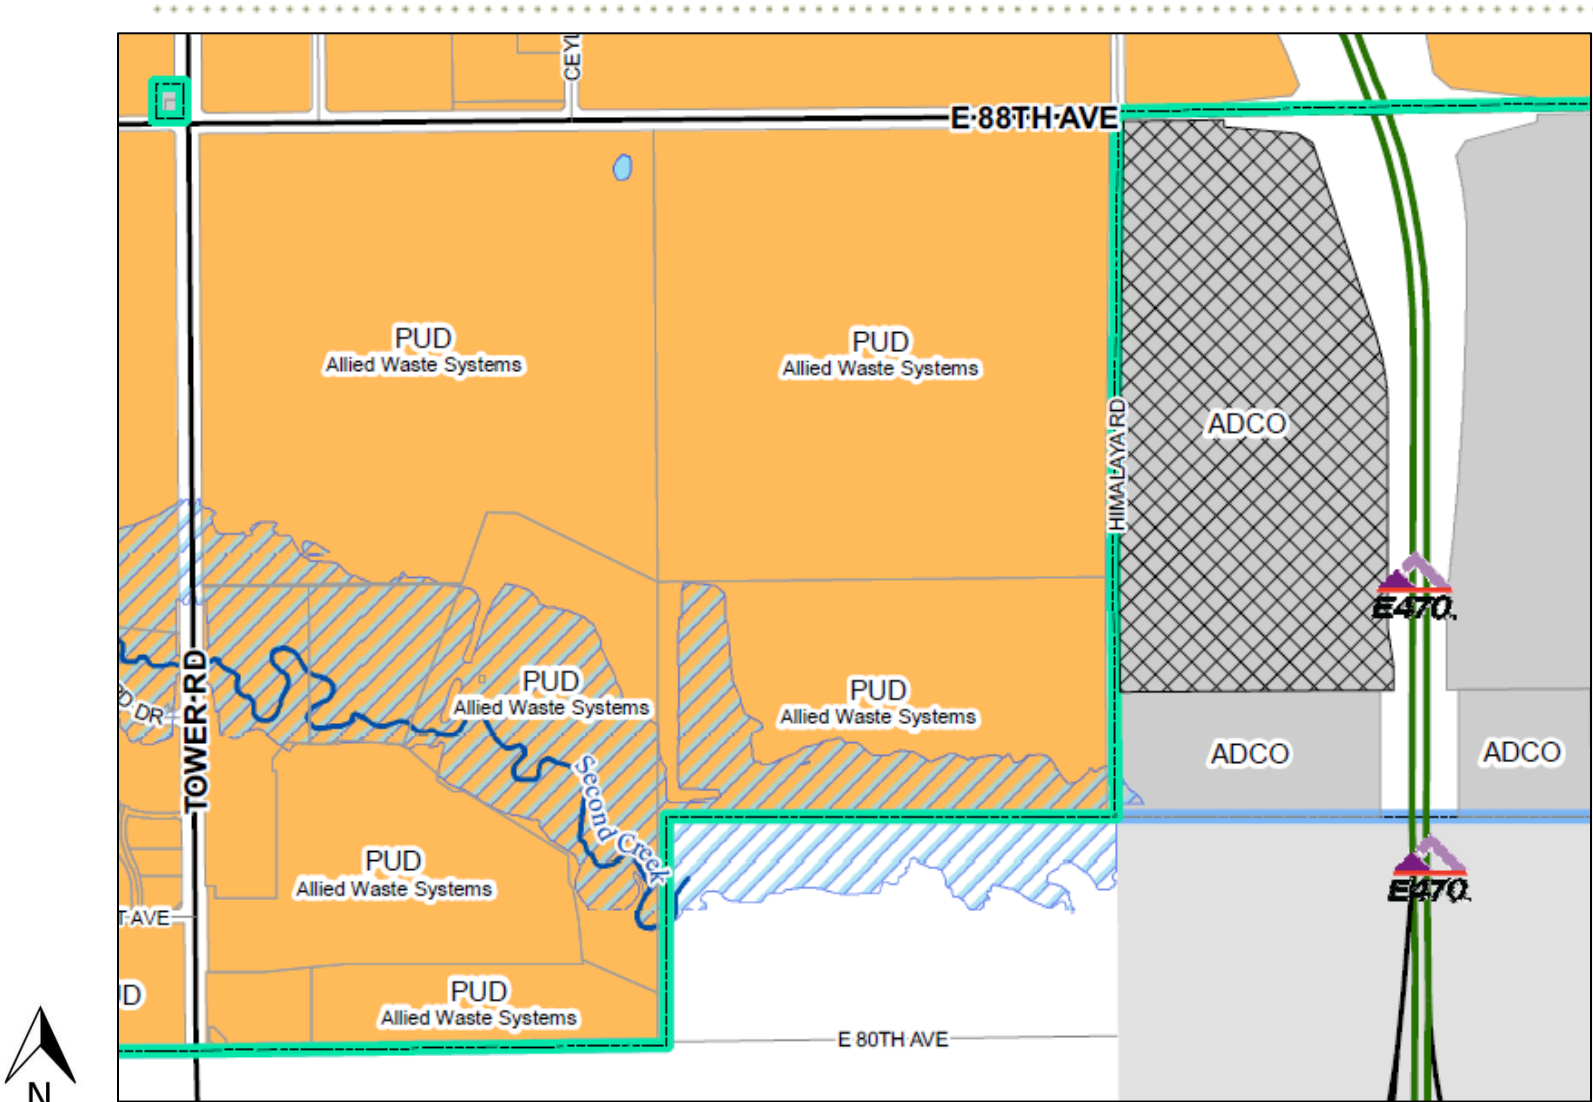 CEYL
E 88TH AVE
PUD
Allied Waste Systems
PUD
Allied Waste Systems
HIMALAYA RD
ADCO
E470
TOWER RD
DR
PUD
Allied Waste Systems
PUD
Allied Waste Systems
ADCO
ADCO
Second Creek
PUD
Allied Waste Systems
E470
T AVE
UD
PUD
Allied Waste Systems
E 80TH AVE
N